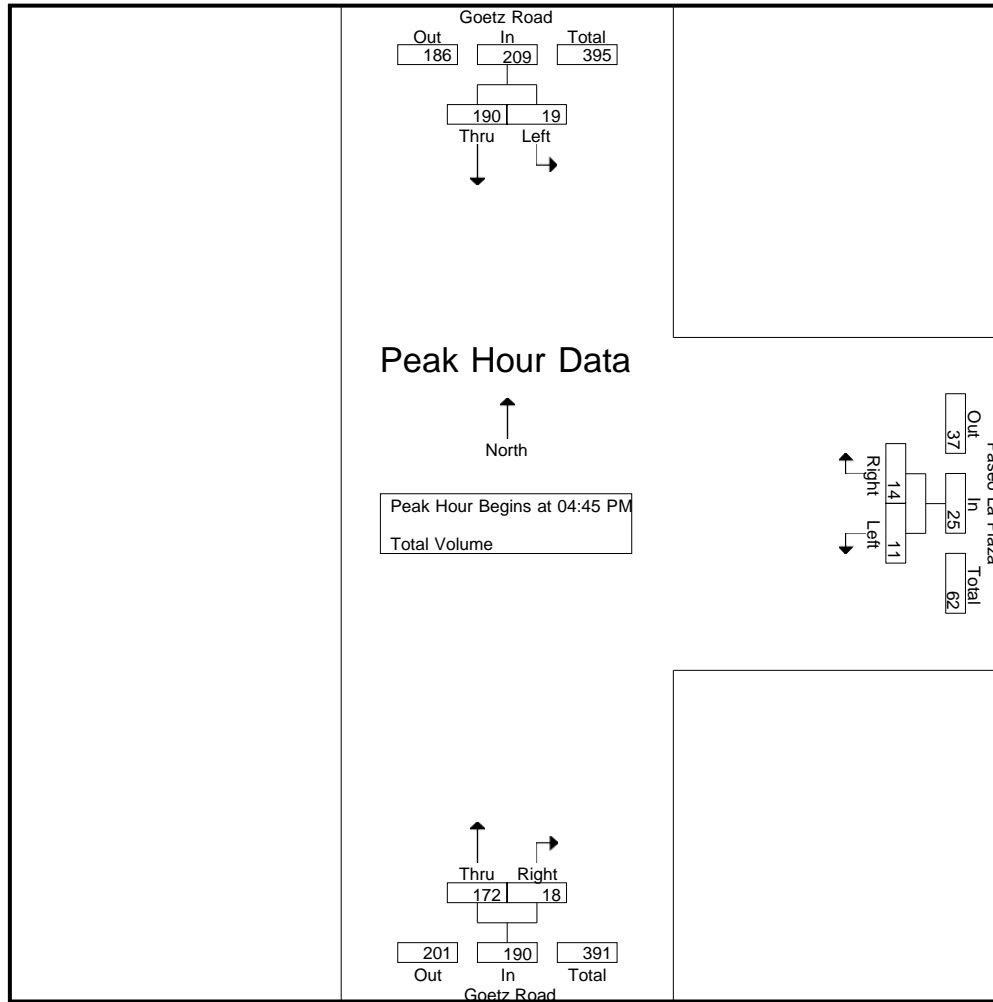 Goetz Road
Out In Total
186 209 395
190 19
Thru Left
Peak Hour Data
North
Peak Hour Begins at 04:45 PM
Total Volume
Right Left
14 11
Out In Total
37 25 62
Thru Right
172 18
201 190 391
Out In Total
Goetz Road